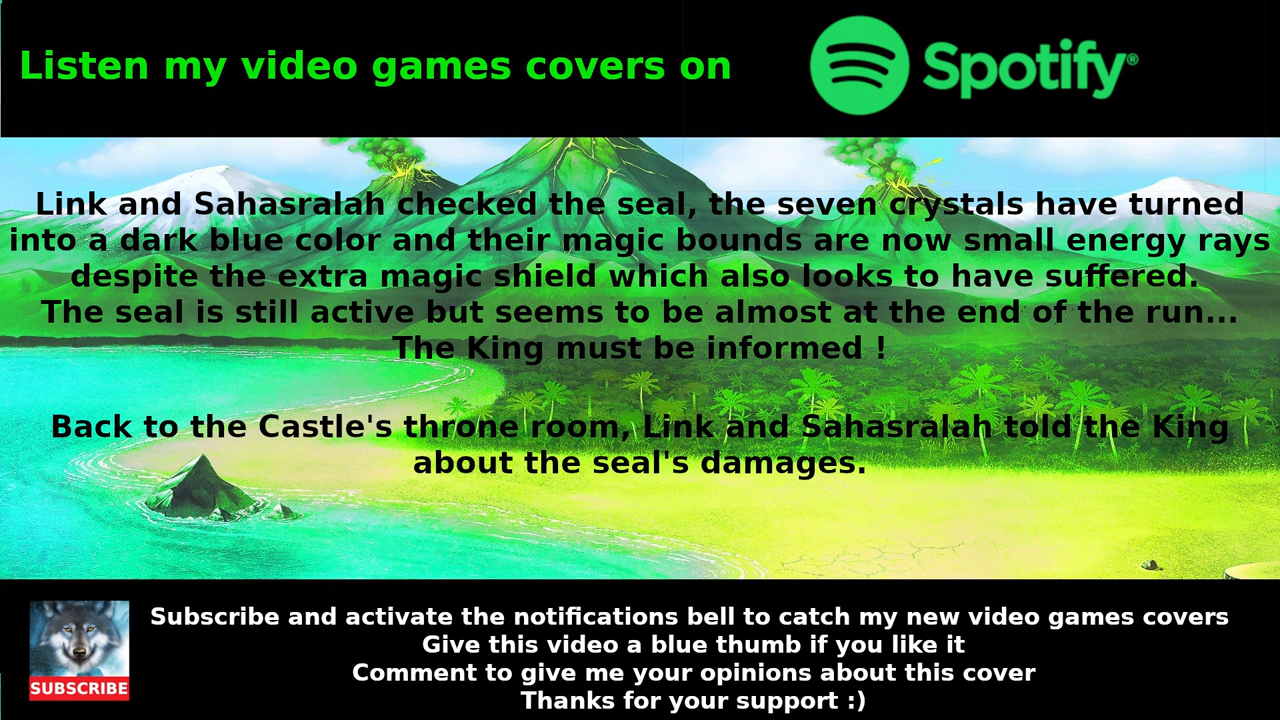 Listen my video games covers on
Spotify®
Link and Sahasralah checked the seal, the seven crystals have turned
into a dark blue color and their magic bounds are now small energy rays
despite the extra magic shield which also looks to have suffered.
The seal is still active but seems to be almost at the end of the run...
The King must be informed !
Back to the Castle's throne room, Link and Sahasralah told the King
about the seal's damages.
SUBSCRIBE
Subscribe and activate the notifications bell to catch my new video games covers
Give this video a blue thumb if you like it
Comment to give me your opinions about this cover
Thanks for your support :)